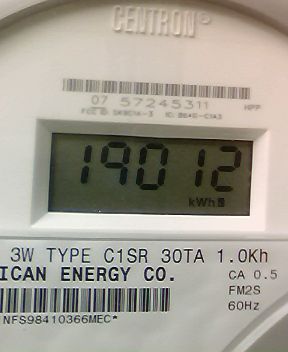 CENTRON®
07 57245311 HPP
19012
kWh
3W TYPE C1SR 30TA 1.0Kh
ICAN ENERGY CO. CA 0.5
FM2S
60Hz
NFS98410366MEC*